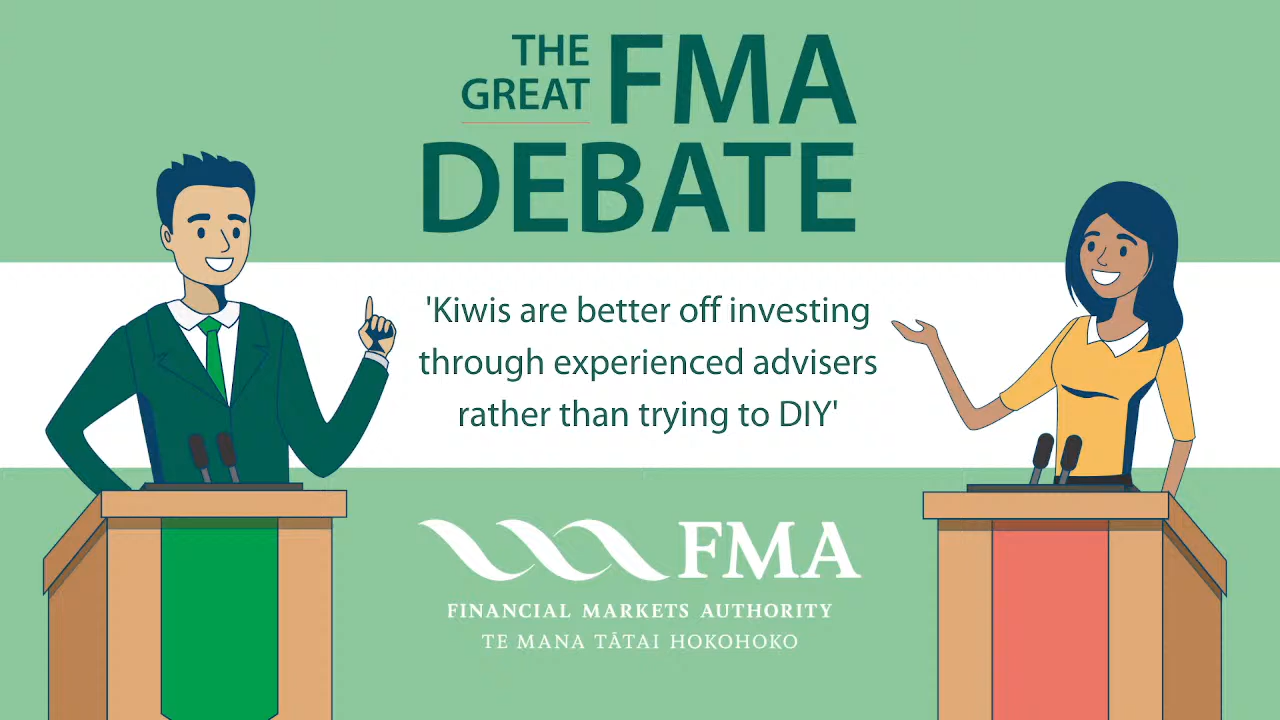 THE
GREAT FMA
DEBATE
'Kiwis are better off investing
through experienced advisers
rather than trying to DIY'
FMA
FINANCIAL MARKETS AUTHORITY
TE MANA TĀTAI HOKOHOKO